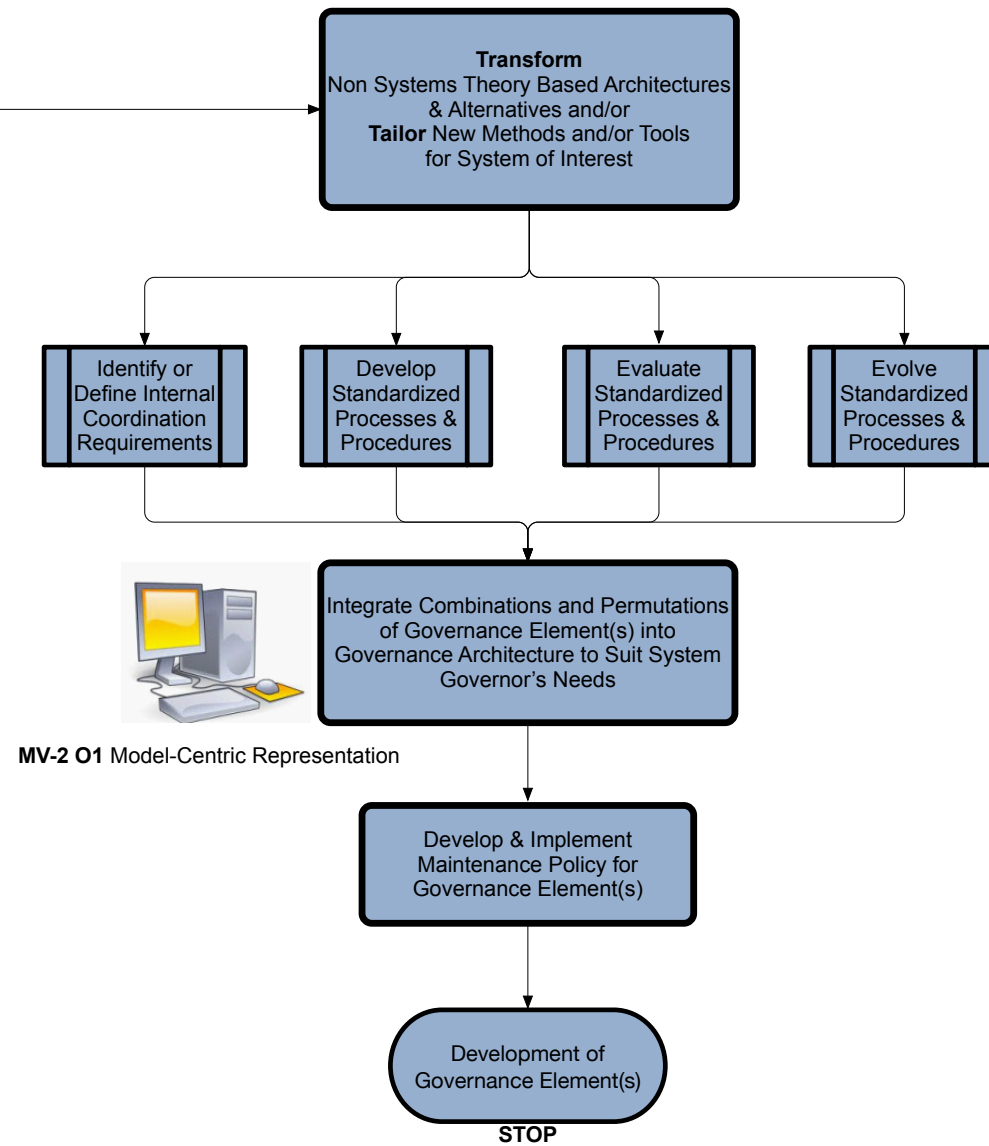 Transform
Non Systems Theory Based Architectures
& Alternatives and/or
Tailor New Methods and/or Tools
for System of Interest
Identify or
Define Internal
Coordination
Requirements
Develop
Standardized
Processes &
Procedures
Evaluate
Standardized
Processes &
Procedures
Evolve
Standardized
Processes &
Procedures
Integrate Combinations and Permutations
of Governance Element(s) into
Governance Architecture to Suit System
Governor’s Needs
MV-2 O1 Model-Centric Representation
Develop & Implement
Maintenance Policy for
Governance Element(s)
Development of
Governance Element(s)
STOP